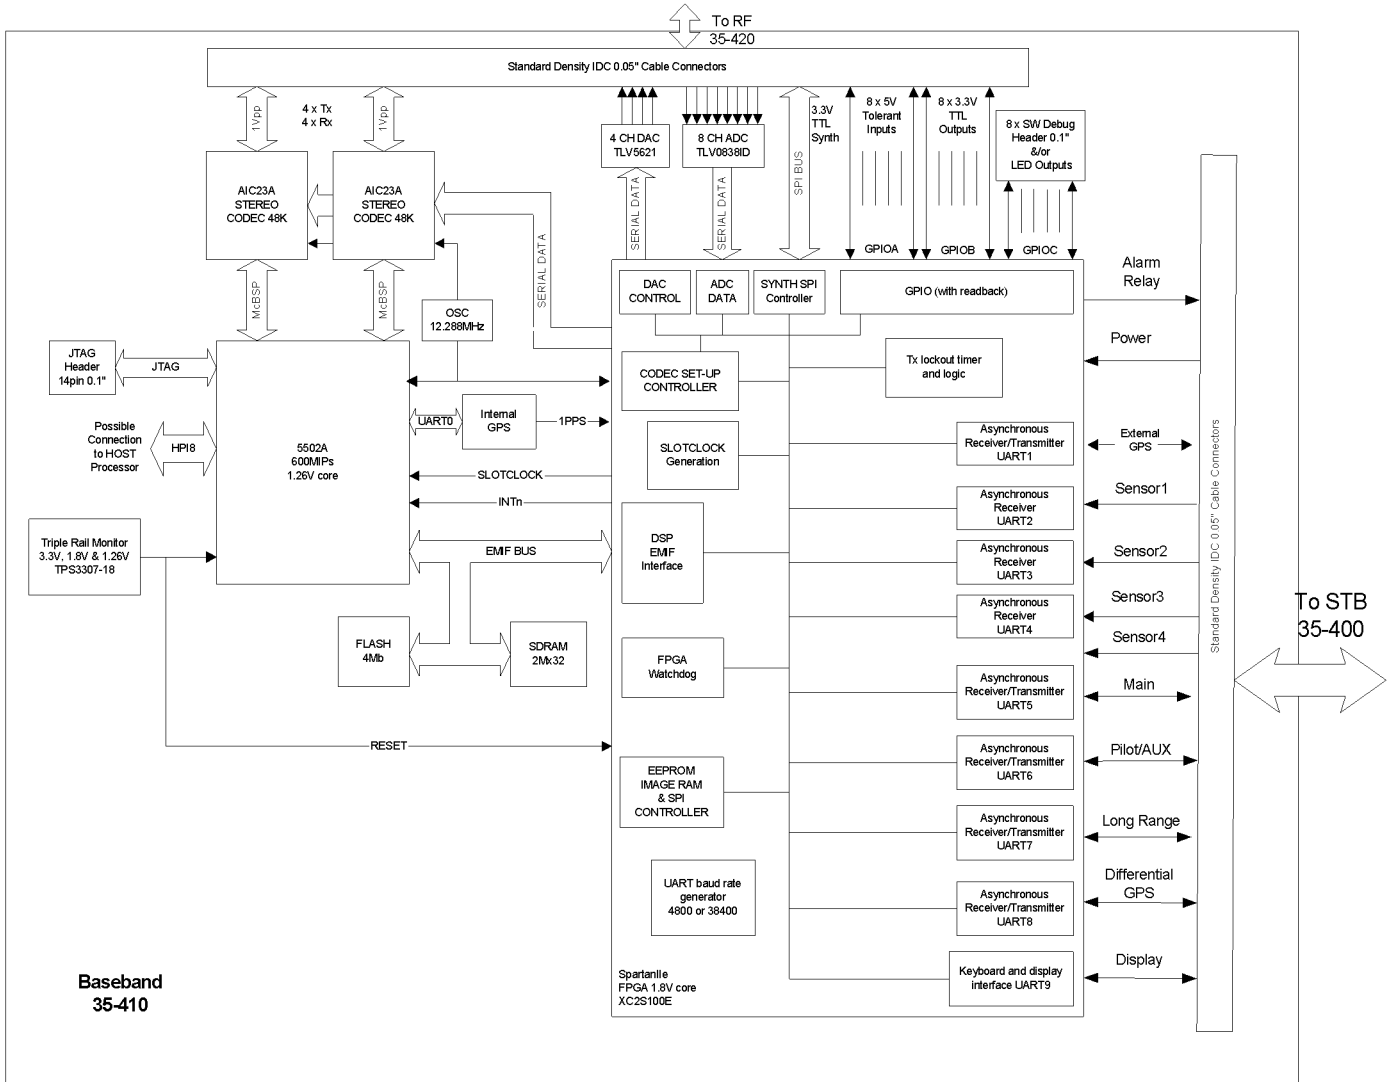 To RF
35-420
Standard Density IDC 0.05" Cable Connectors
1Vpp
4 x Tx
4 x Rx
1Vpp
4 CH DAC
TLV5621
8 CH ADC
TLV0838ID
SPI BUS
3.3V
TTL
Synth
8 x 5V
Tolerant
Inputs
8 x 3.3V
TTL
Outputs
8 x SW Debug
Header 0.1"
&/or
LED Outputs
AIC23A
STEREO
CODEC 48K
AIC23A
STEREO
CODEC 48K
SERIAL DATA
SERIAL DATA
SERIAL DATA
GPIOA
GPIOB
GPIOC
McBSP
McBSP
OSC
12.288MHz
DAC
CONTROL
ADC
DATA
SYNTH SPI
Controller
GPIO (with readback)
Alarm
Relay
Power
JTAG
Header
14pin 0.1"
JTAG
CODEC SET-UP
CONTROLLER
Tx lockout timer
and logic
Possible
Connection
to HOST
Processor
HPI8
5502A
600MIPs
1.26V core
UART0
Internal
GPS
1PPS
SLOTCLOCK
Generation
SLOTCLOCK
INTn
Asynchronous
Receiver/Transmitter
UART1
External
GPS
Asynchronous
Receiver
UART2
Sensor1
Triple Rail Monitor
3.3V, 1.8V & 1.26V
TPS3307-18
EMIF BUS
DSP
EMIF
Interface
Asynchronous
Receiver
UART3
Sensor2
Asynchronous
Receiver
UART4
Sensor3
Sensor4
Standard Density IDC 0.05" Cable Connectors
To STB
35-400
FLASH
4Mb
SDRAM
2Mx32
FPGA
Watchdog
Asynchronous
Receiver/Transmitter
UART5
Main
RESET
Asynchronous
Receiver/Transmitter
UART6
Pilot/AUX
EEPROM
IMAGE RAM
& SPI
CONTROLLER
Asynchronous
Receiver/Transmitter
UART7
Long Range
UART baud rate
generator
4800 or 38400
Asynchronous
Receiver/Transmitter
UART8
Differential
GPS
Keyboard and display
interface UART9
Display
SpartanIIe
FPGA 1.8V core
XC2S100E
Baseband
35-410